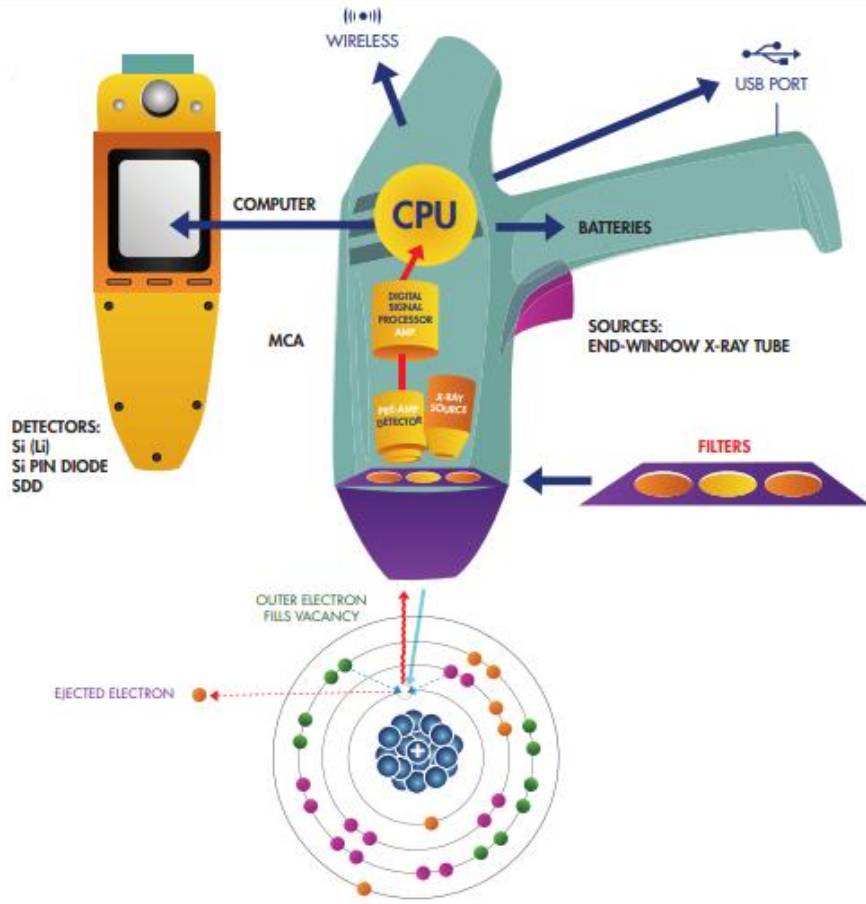 WIRELESS
USB PORT
COMPUTER
CPU
BATTERIES
DIGITAL
SIGNAL
PROCESSOR
AMP
MCA
SOURCES:
END-WINDOW X-RAY TUBE
PRE-AMP
DETECTOR
X-RAY
SOURCE
DETECTORS:
Si (Li)
Si PIN DIODE
SDD
FILTERS
OUTER ELECTRON
FILLS VACANCY
EJECTED ELECTRON
+